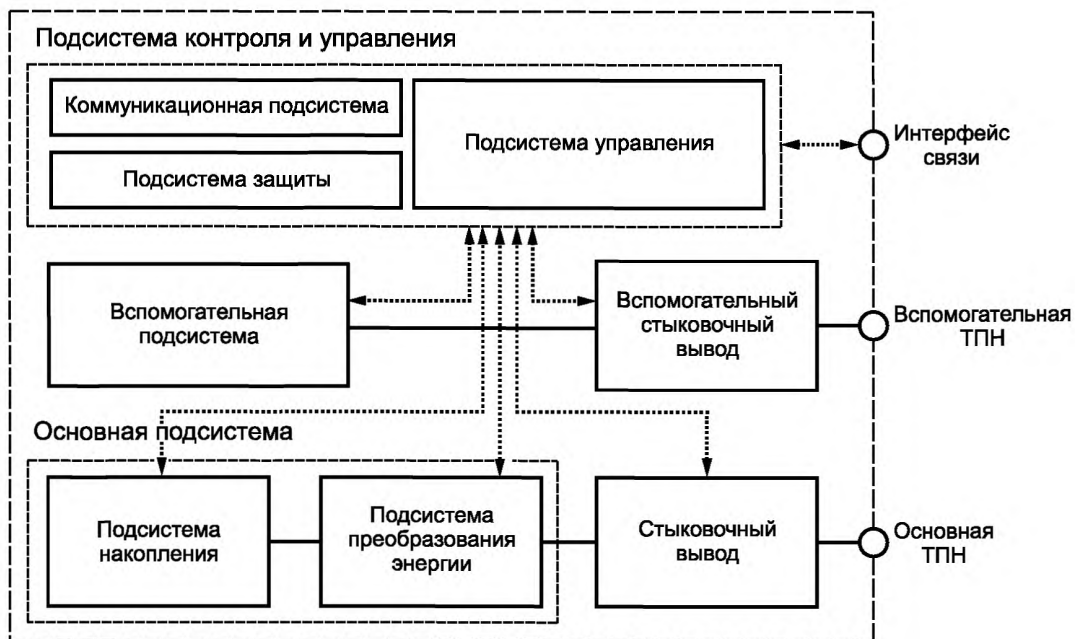 Подсистема контроля и управления
Коммуникационная подсистема
Подсистема защиты
Подсистема управления
Интерфейс
связи
Вспомогательная
подсистема
Вспомогательный
стыковочный
вывод
Вспомогательная
ТПН
Основная подсистема
Подсистема
накопления
Подсистема
преобразования
энергии
Стыковочный
вывод
Основная
ТПН